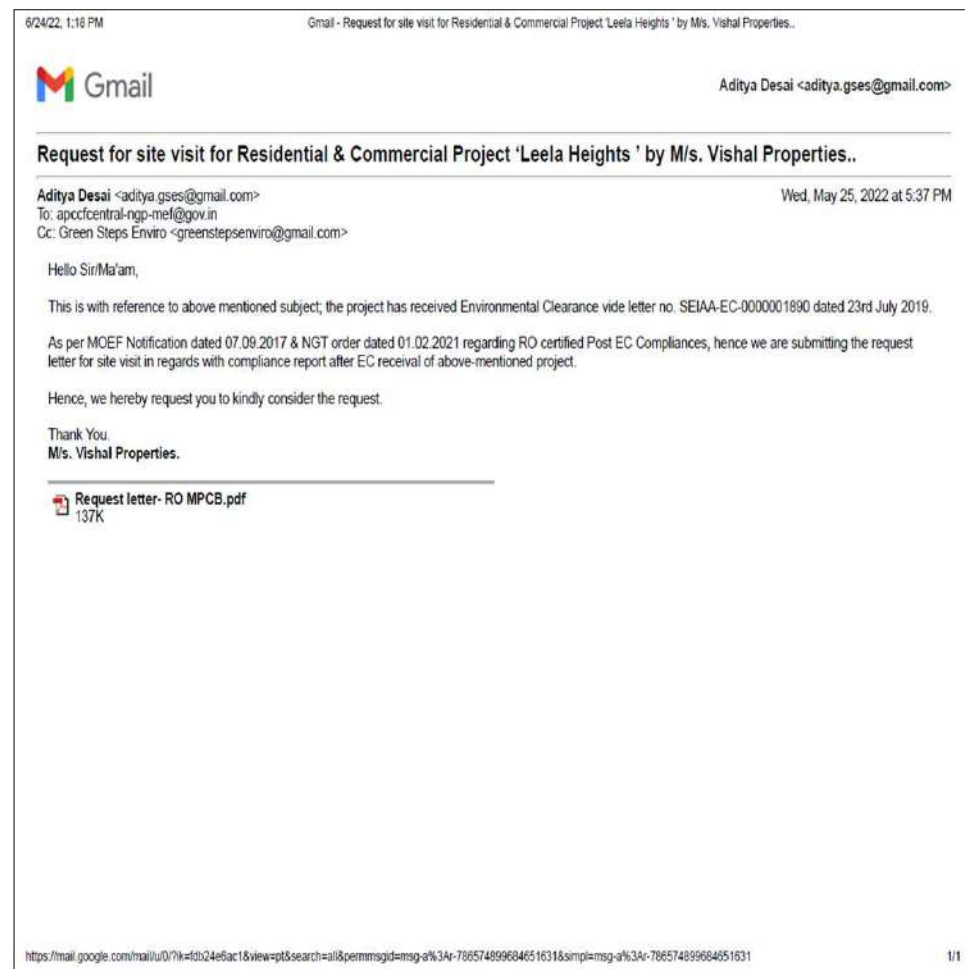 6/24/22, 1:18 PM Gmail - Request for site visit for Residential & Commercial Project 'Leela Heights ' by M/s. Vishal Properties..
Gmail Aditya Desai <aditya.gses@gmail.com>
Request for site visit for Residential & Commercial Project 'Leela Heights ' by M/s. Vishal Properties..
Aditya Desai <aditya.gses@gmail.com> Wed, May 25, 2022 at 5:37 PM
To: apccfcentral-ngp-mef@gov.in
Cc: Green Steps Enviro <greenstepsenviro@gmail.com>
Hello Sir/Ma'am,
This is with reference to above mentioned subject; the project has received Environmental Clearance vide letter no. SEIAA-EC-0000001890 dated 23rd July 2019.
As per MOEF Notification dated 07.09.2017 & NGT order dated 01.02.2021 regarding RO certified Post EC Compliances, hence we are submitting the request
letter for site visit in regards with compliance report after EC receival of above-mentioned project.
Hence, we hereby request you to kindly consider the request.
Thank You.
M/s. Vishal Properties.
Request letter- RO MPCB.pdf
137K
https://mail.google.com/mail/u/0/?ik=fdb24e6ac1&view=pt&search=all&permmsgid=msg-a%3Ar-786574899684651631&simpl=msg-a%3Ar-786574899684651631 1/1